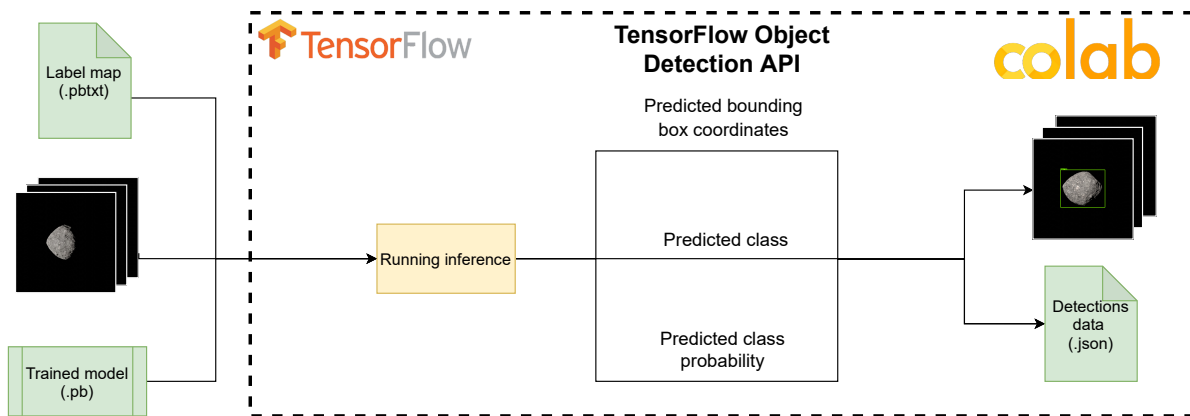 Label map
(.pbtxt)
Trained model
(.pb)
TensorFlow
TensorFlow Object
Detection API
colab
Running inference
Predicted bounding
box coordinates
Predicted class
Predicted class
probability
Detections
data
(.json)